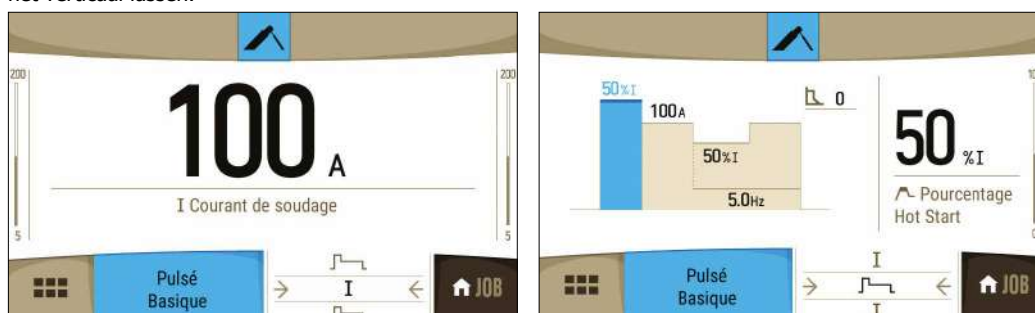 200
200
100
A
I Courant de soudage
5
5
Pulsé
Basique
I
JOB
50%I
100A
50%I
5.0Hz
0
50
%I
Pourcentage
Hot Start
Pulsé
Basique
I
I
JOB